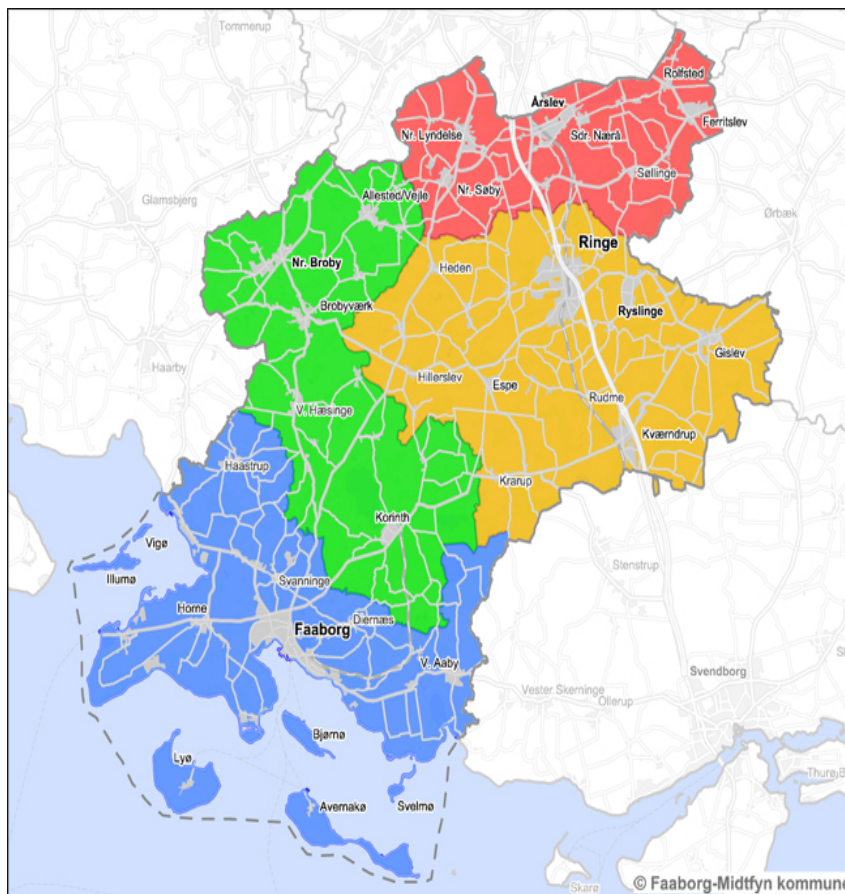 Tommerup
Rolfsted
Årslev
Ferritslev
Nr. Lyndelse
Sdr. Nærå
Søllinge
Nr. Søby
Allested/Vejle
Glamsbjerg
Ørbæk
Ringe
Nr. Broby
Heden
Brobyværk
Ryslinge
Gislev
Haarby
Hillerslev
Espe
Rudme
V. Hæsinge
Kværndrup
Haastrup
Krarup
Korinth
Vigø
Illumø
Svanninge
Stenstrup
Horne
Diernæs
Faaborg
V. Aaby
Svendborg
Vester Skerninge
Ollerup
Bjørnø
Lyø
Thurø B
Avernakø
Svelmø
Skarø
© Faaborg-Midtfyn kommune